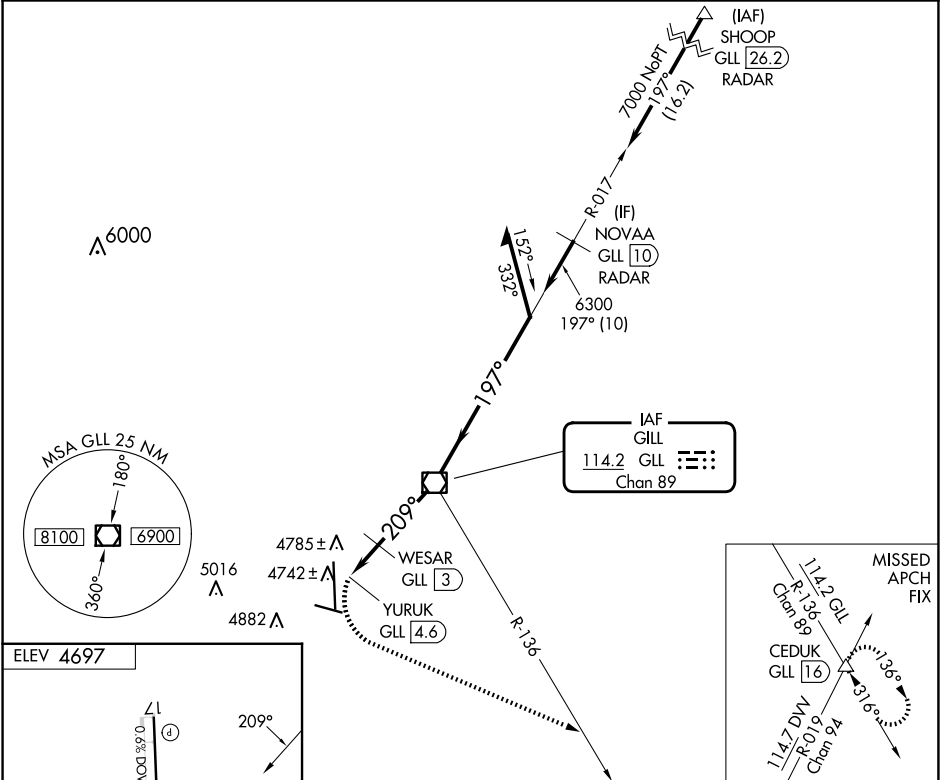 (IAF)
SHOOP
GLL 26.2
RADAR
7000 NoPT
197°
(16.2)
R-017
(IF)
NOVAA
GLL 10
RADAR
6000
152°
332°
6300
197° (10)
197°
IAF
GILL
114.2 GLL
Chan 89
MSA GLL 25 NM
180°
8100
6900
360°
209°
4785±
4742±
WESAR
GLL 3
5016
4882
YURUK
GLL 4.6
R-136
MISSED
APCH
FIX
114.2 GLL
R-136
Chan 89
CEDUK
GLL 16
136°
316°
114.7 DVV
R-019
Chan 94
ELEV 4697
17
P
0.6% DOW
209°